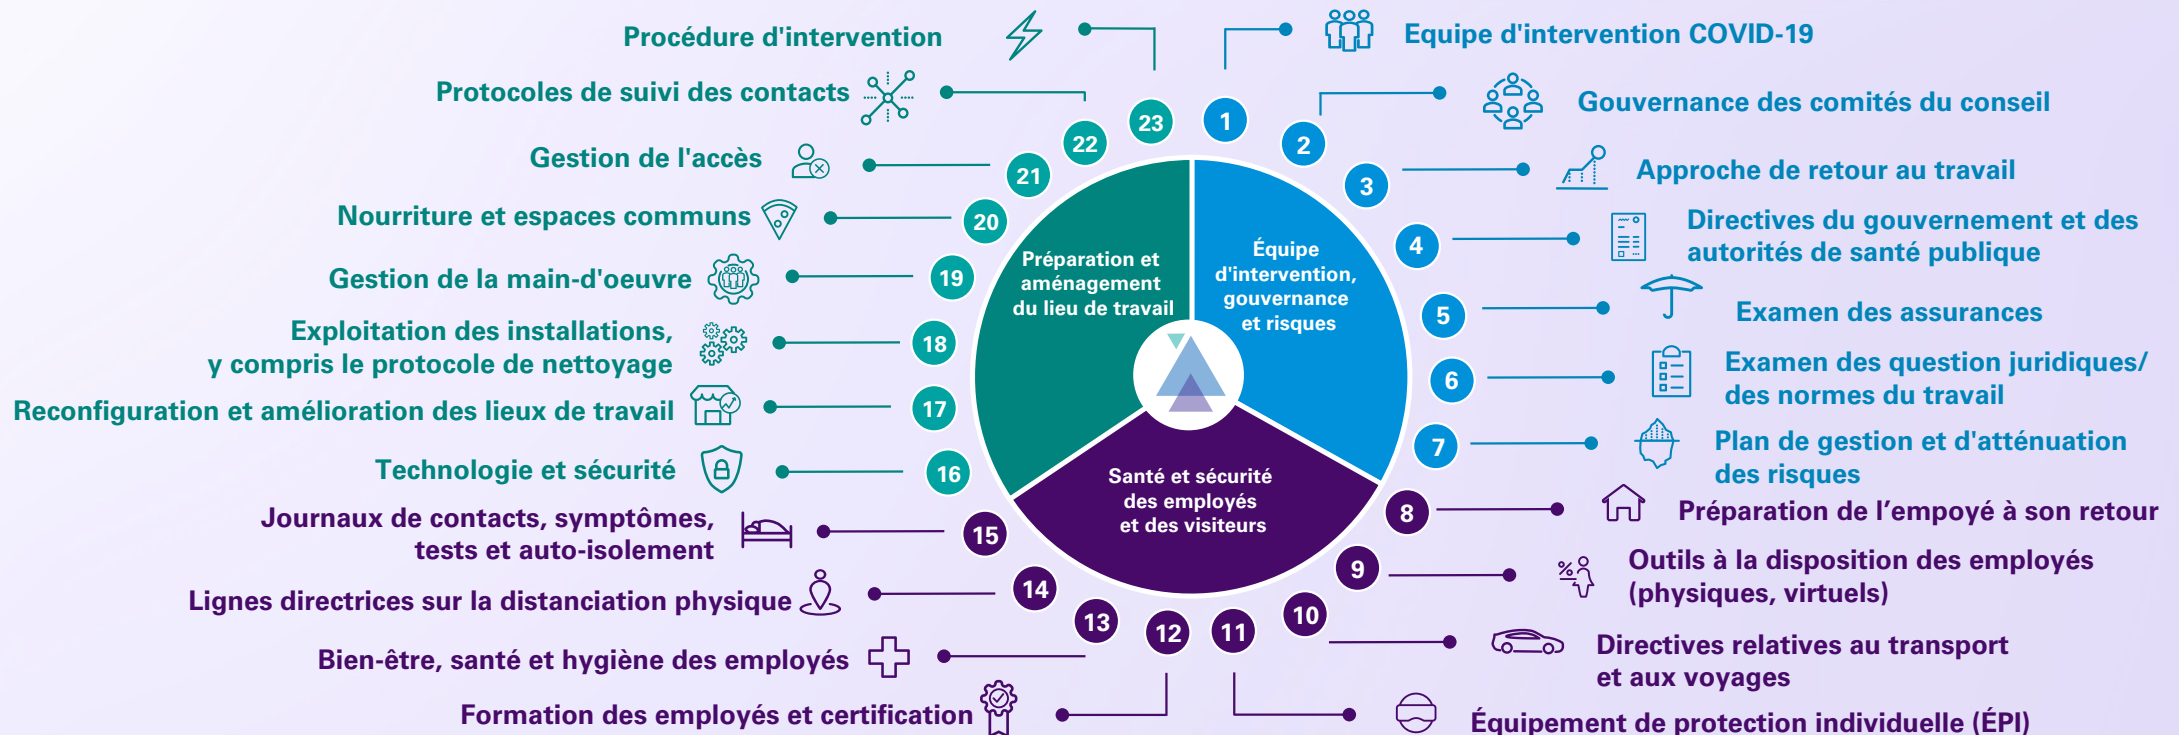 1
Equipe d'intervention COVID-19
2
Gouvernance des comités du conseil
3
Approche de retour au travail
4
Directives du gouvernement et des
autorités de santé publique
5
Examen des assurances
6
Examen des question juridiques/
des normes du travail
7
Plan de gestion et d'atténuation
des risques
8
Préparation de l’empoyé à son retour
9
Outils à la disposition des employés
(physiques, virtuels)
10
Directives relatives au transport
et aux voyages
11
Équipement de protection individuelle (ÉPI)
12
Formation des employés et certification
13
Bien-être, santé et hygiène des employés
14
Lignes directrices sur la distanciation physique
15
Journaux de contacts, symptômes,
tests et auto-isolement
16
Technologie et sécurité
17
Reconfiguration et amélioration des lieux de travail
18
Exploitation des installations,
y compris le protocole de nettoyage
19
Gestion de la main-d'oeuvre
20
Nourriture et espaces communs
21
Gestion de l'accès
22
Protocoles de suivi des contacts
23
Procédure d'intervention
Préparation et
aménagement
du lieu de travail
Équipe
d'intervention,
gouvernance
et risques
Santé et sécurité
des employés
et des visiteurs
%